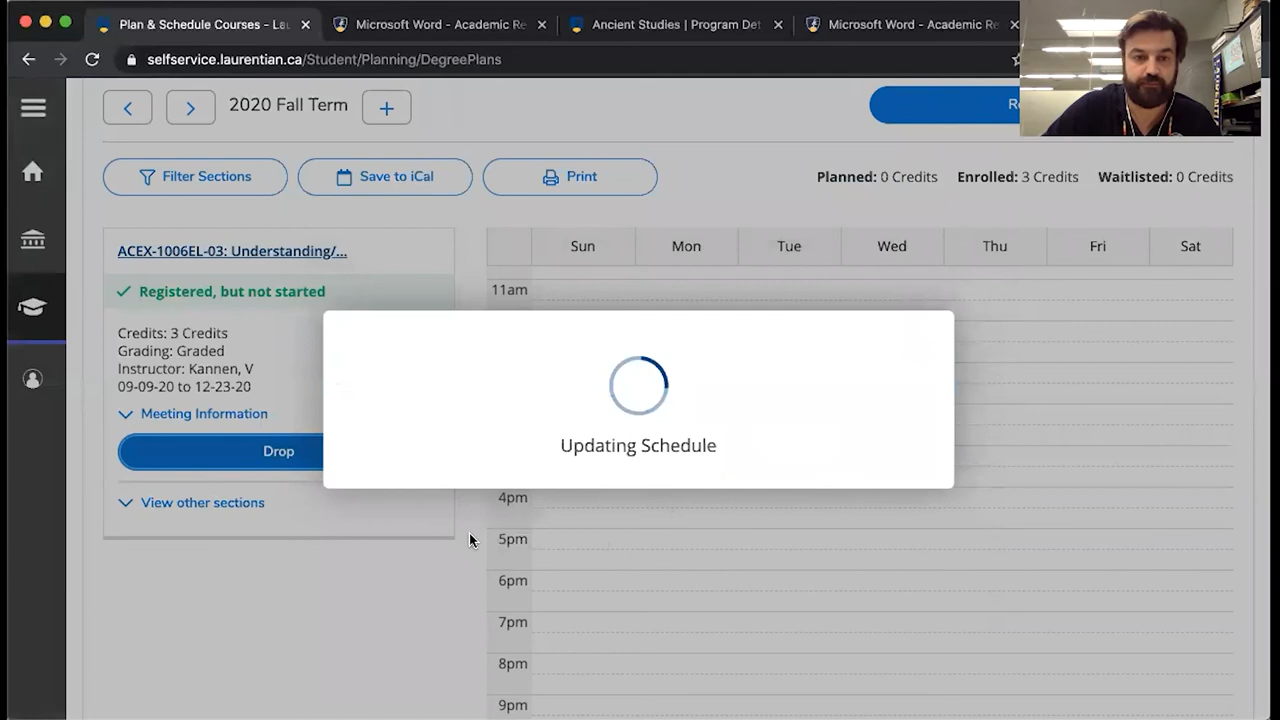 Plan & Schedule Courses - Lau
Microsoft Word - Academic Re
Ancient Studies | Program Det
Microsoft Word - Academic Re
selfservice.laurentian.ca/Student/Planning/DegreePlans
2020 Fall Term
Filter Sections
Save to iCal
Print
Planned: 0 Credits
Enrolled: 3 Credits
Waitlisted: 0 Credits
ACEX-1006EL-03: Understanding/...
Registered, but not started
Credits: 3 Credits
Grading: Graded
Instructor: Kannen, V
09-09-20 to 12-23-20
Meeting Information
Drop
View other sections
Sun Mon Tue Wed Thu Fri Sat
11am
Updating Schedule
4pm
5pm
6pm
7pm
8pm
9pm